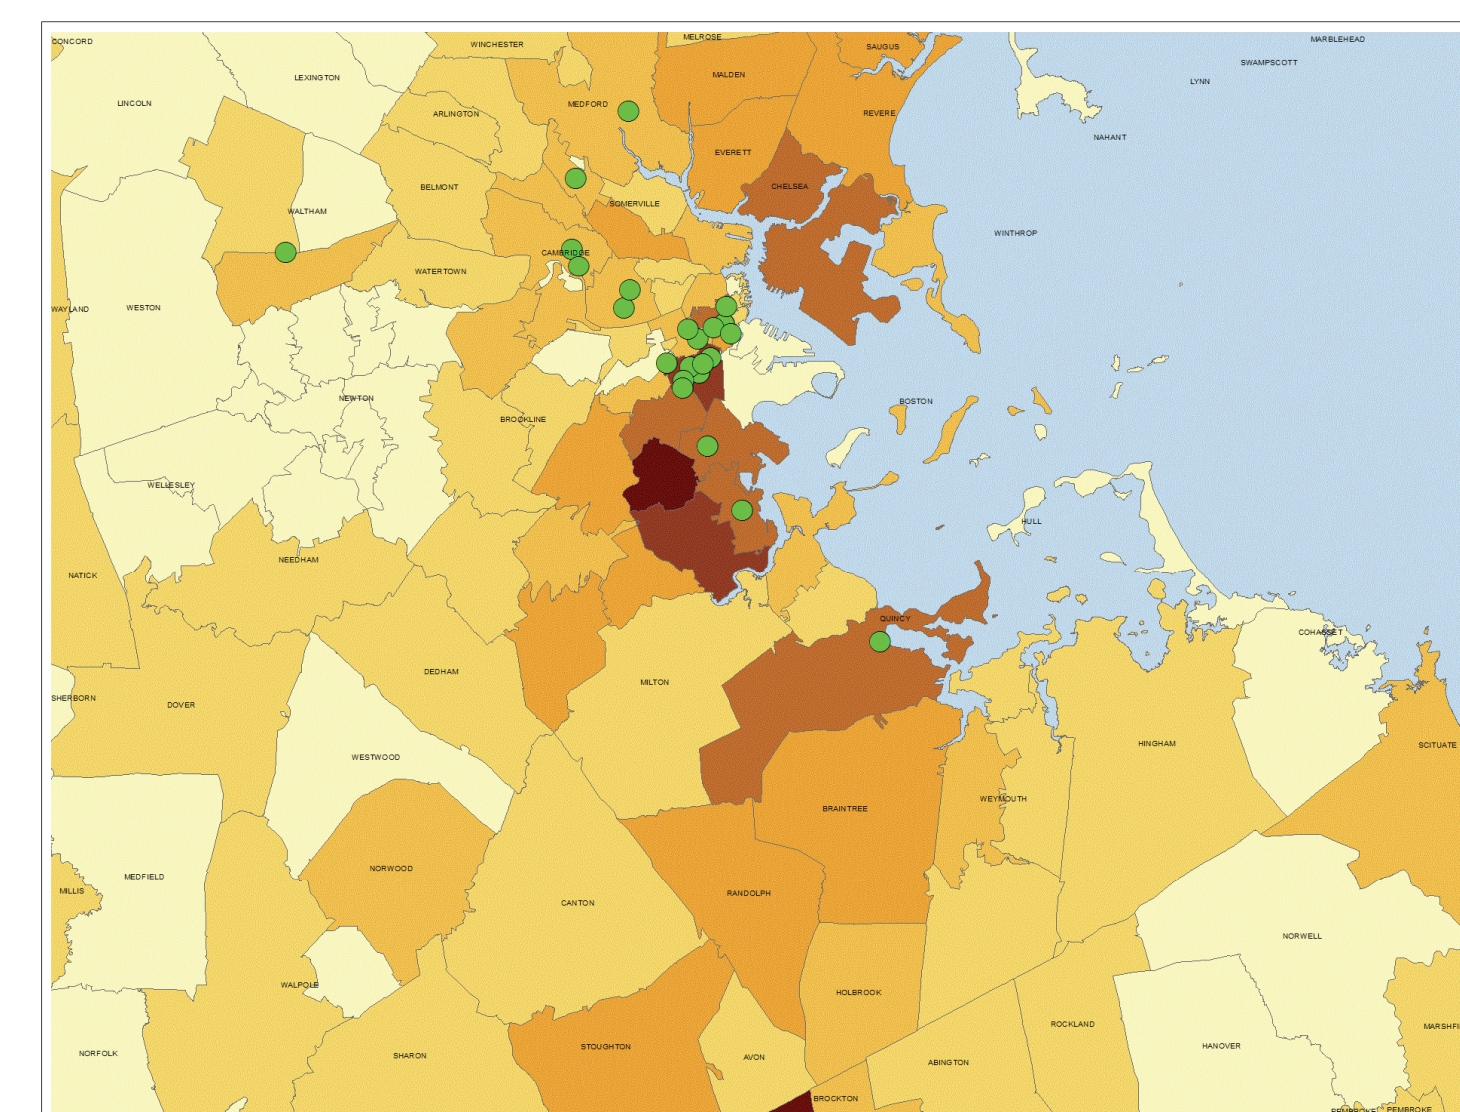 CONCORD
MELROSE
MARBLEHEAD
WINCHESTER
SAUGUS
SWAMPSCOTT
LEXINGTON
MALDEN
LYNN
LINCOLN
MEDFORD
ARLINGTON
REVERE
NAHANT
EVERETT
BELMONT
CHELSEA
SOMERVILLE
WALTHAM
WINTHROP
CAMBRIDGE
WATERTOWN
WAYLAND
WESTON
NEWTON
BOSTON
BROOKLINE
WELLESLEY
HULL
NEEDHAM
NATICK
QUINCY
COHASSET
DEDHAM
MILTON
SHERBORN
DOVER
HINGHAM
SCITUATE
WESTWOOD
WEYMOUTH
BRAINTREE
NORWOOD
MEDFIELD
MILLIS
RANDOLPH
CANTON
NORWELL
WALPOLE
HOLBROOK
ROCKLAND
MARSHFI
STOUGHTON
HANOVER
NORFOLK
SHARON
AVON
ABINGTON
BROCKTON
PEMBROKE PEMBROKE